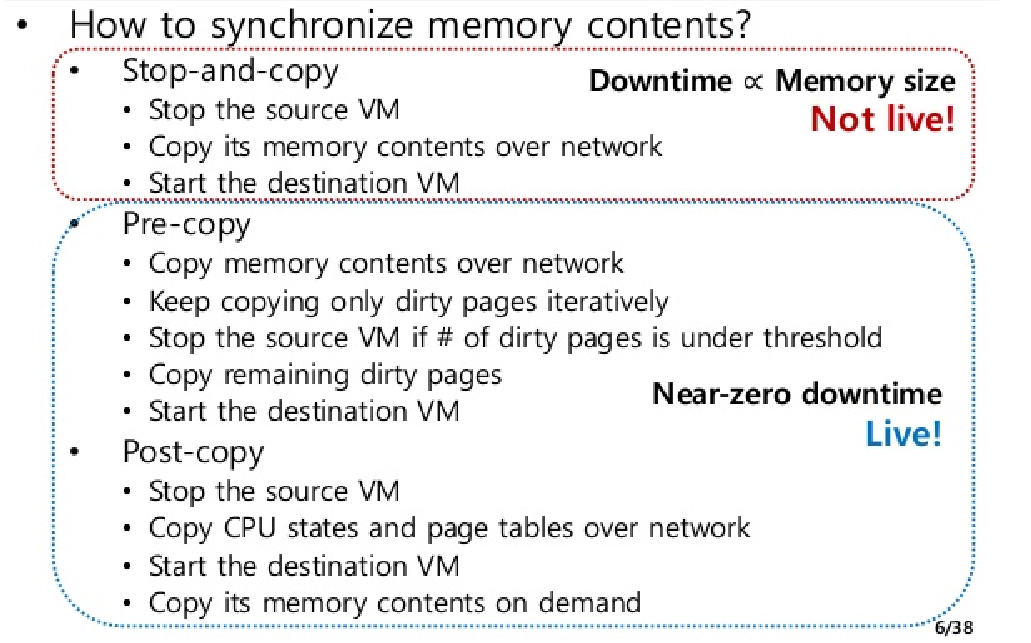 • How to synchronize memory contents?
• Stop-and-copy
Downtime ∝ Memory size
• Stop the source VM
Not live!
• Copy its memory contents over network
• Start the destination VM
• Pre-copy
• Copy memory contents over network
• Keep copying only dirty pages iteratively
• Stop the source VM if # of dirty pages is under threshold
• Copy remaining dirty pages
Near-zero downtime
• Start the destination VM
Live!
• Post-copy
• Stop the source VM
• Copy CPU states and page tables over network
• Start the destination VM
• Copy its memory contents on demand
6/38